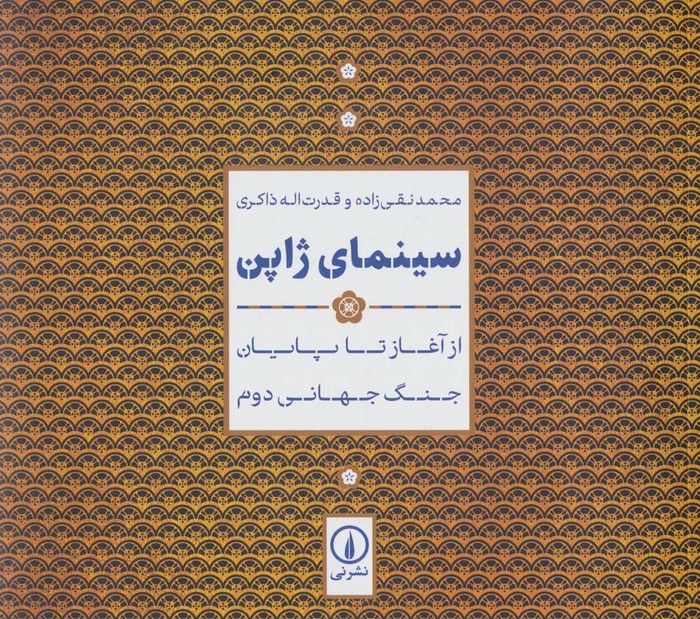 محمد نقی‌زاده و قدرت‌اله ذاکری
سینمای ژاپن
از آغاز تا پایان
جنگ جهانی دوم
نشرنی